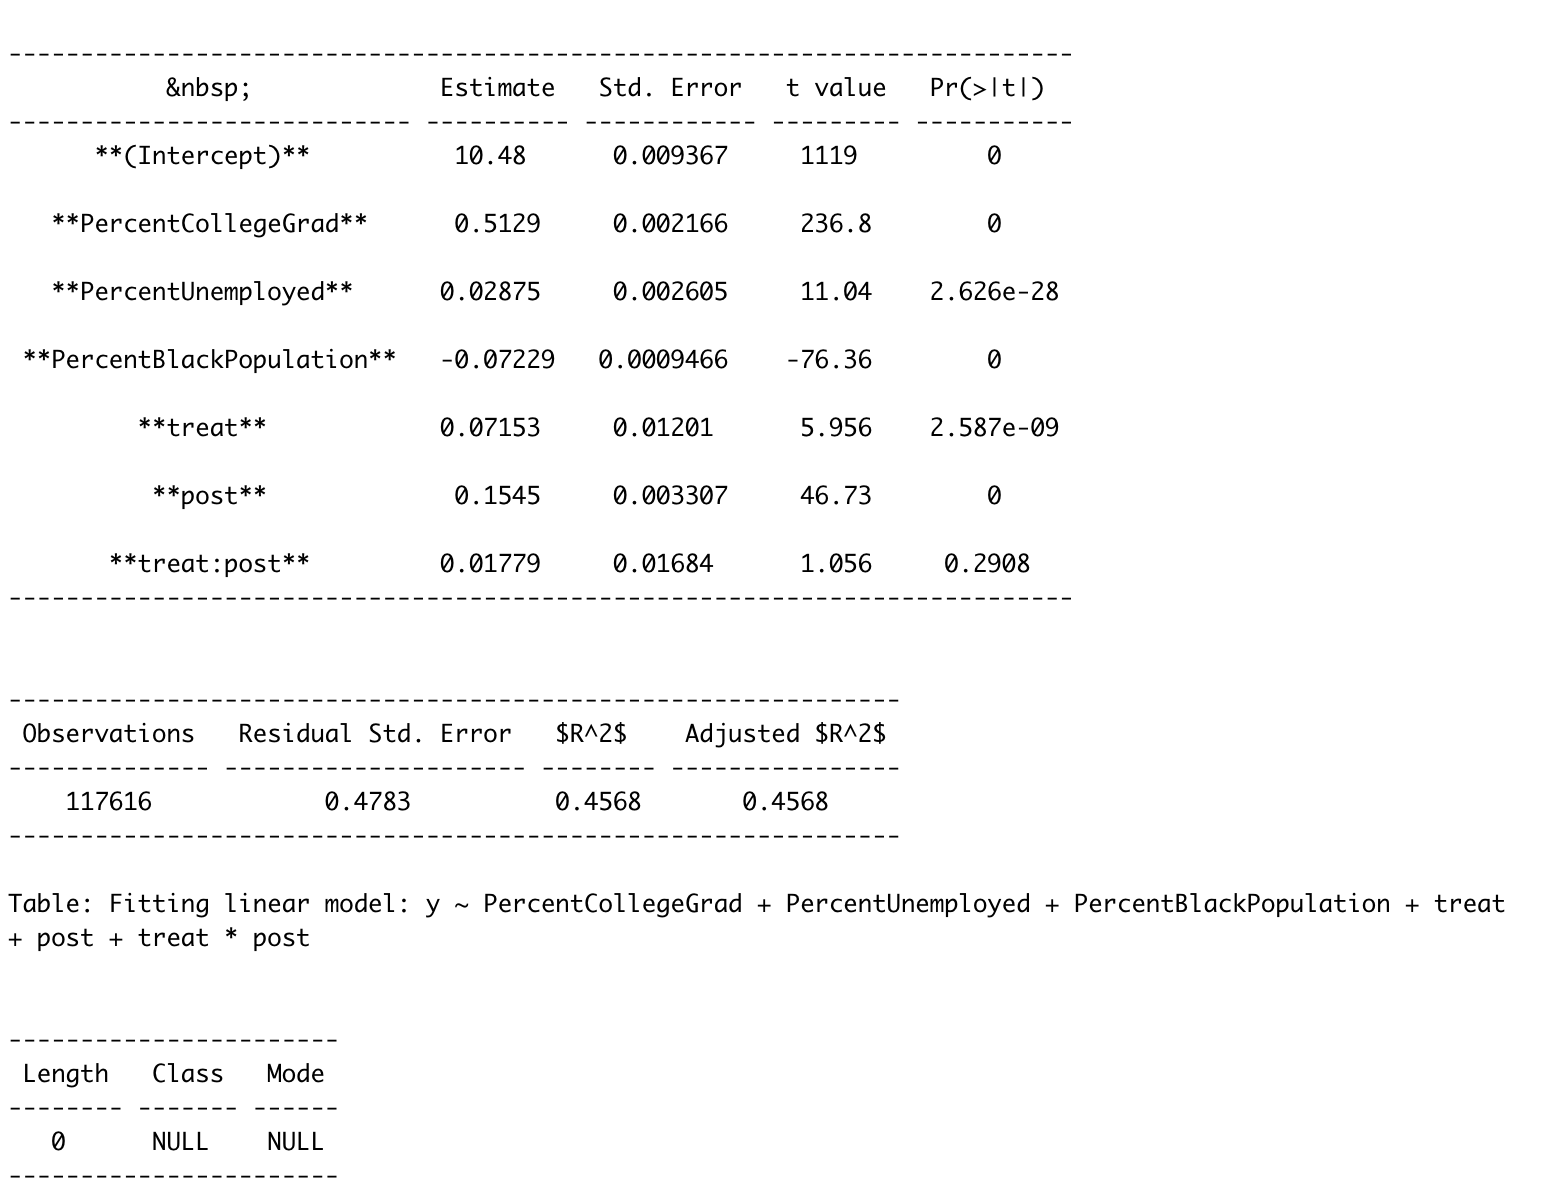 --------------------------------------------------------------------------
           &nbsp;             Estimate   Std. Error   t value   Pr(>|t|)
---------------------------- ---------- ------------ --------- -----------
      **(Intercept)**          10.48      0.009367     1119         0
   **PercentCollegeGrad**      0.5129     0.002166     236.8        0
   **PercentUnemployed**      0.02875     0.002605     11.04    2.626e-28
 **PercentBlackPopulation**   -0.07229   0.0009466    -76.36        0
         **treat**            0.07153     0.01201      5.956    2.587e-09
          **post**             0.1545     0.003307     46.73        0
       **treat:post**         0.01779     0.01684      1.056     0.2908
--------------------------------------------------------------------------
--------------------------------------------------------------
 Observations   Residual Std. Error   $R^2$    Adjusted $R^2$
-------------- --------------------- -------- ----------------
    117616            0.4783          0.4568       0.4568
--------------------------------------------------------------
Table: Fitting linear model: y ~ PercentCollegeGrad + PercentUnemployed + PercentBlackPopulation + treat
+ post + treat * post
-----------------------
 Length   Class   Mode
-------- ------- ------
   0      NULL    NULL
-----------------------